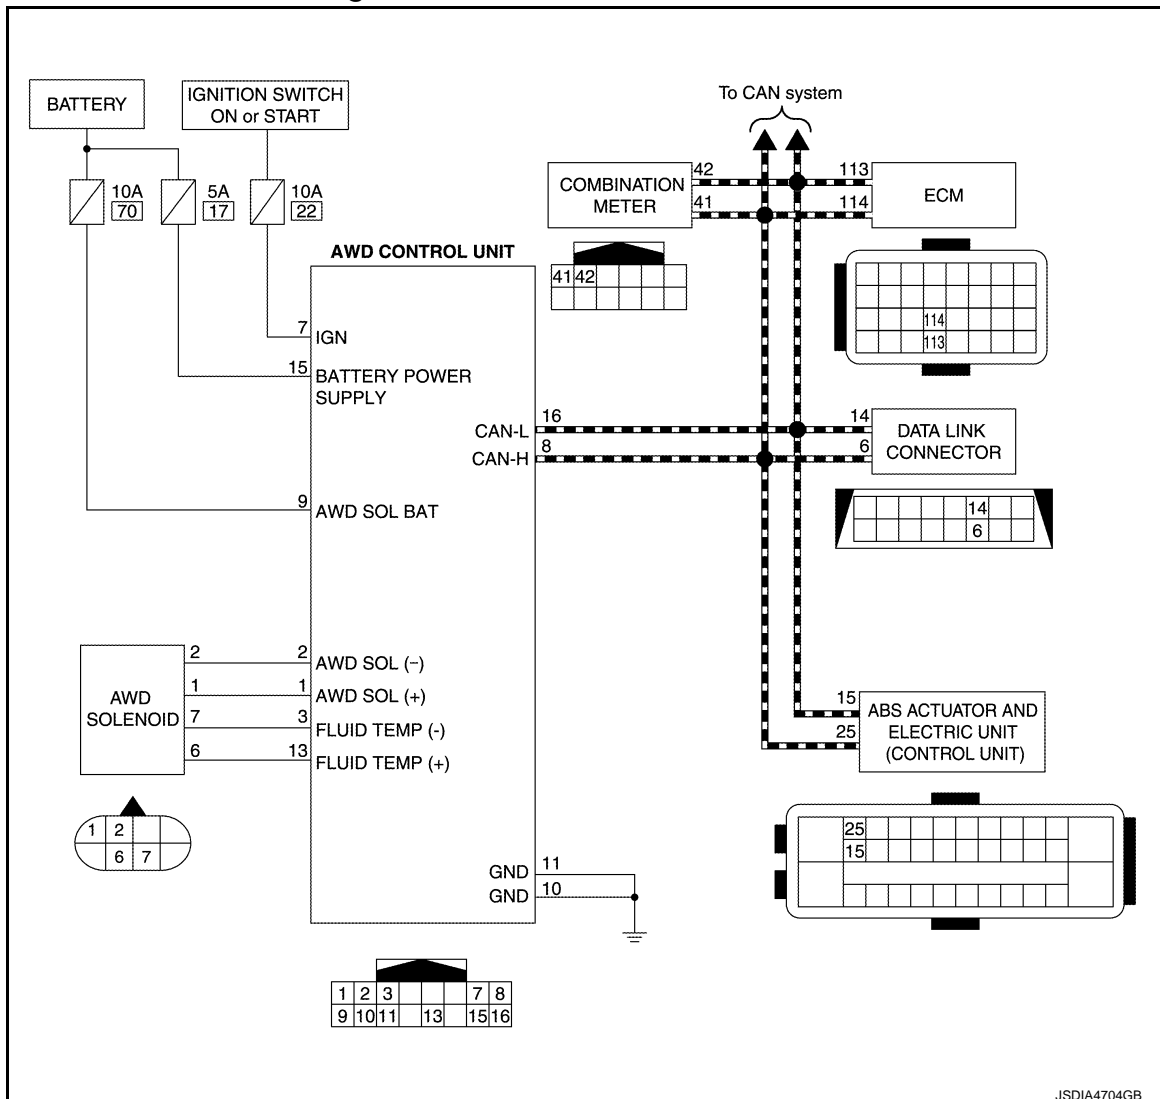 BATTERY
IGNITION SWITCH
ON or START
10A
70
5A
17
10A
22
To CAN system
COMBINATION
METER
42
41
113
114
ECM
41 42
114
113
AWD CONTROL UNIT
7
IGN
15
BATTERY POWER
SUPPLY
CAN-L
16
CAN-H
8
14
6
DATA LINK
CONNECTOR
14
6
9
AWD SOL BAT
AWD
SOLENOID
2
2
AWD SOL (–)
1
1
AWD SOL (+)
7
3
FLUID TEMP (-)
6
13
FLUID TEMP (+)
1 2
6 7
15
25
ABS ACTUATOR AND
ELECTRIC UNIT
(CONTROL UNIT)
25
15
GND
11
GND
10
1 2 3 7 8
9 10 11 13 15 16
JSDIA4704GB